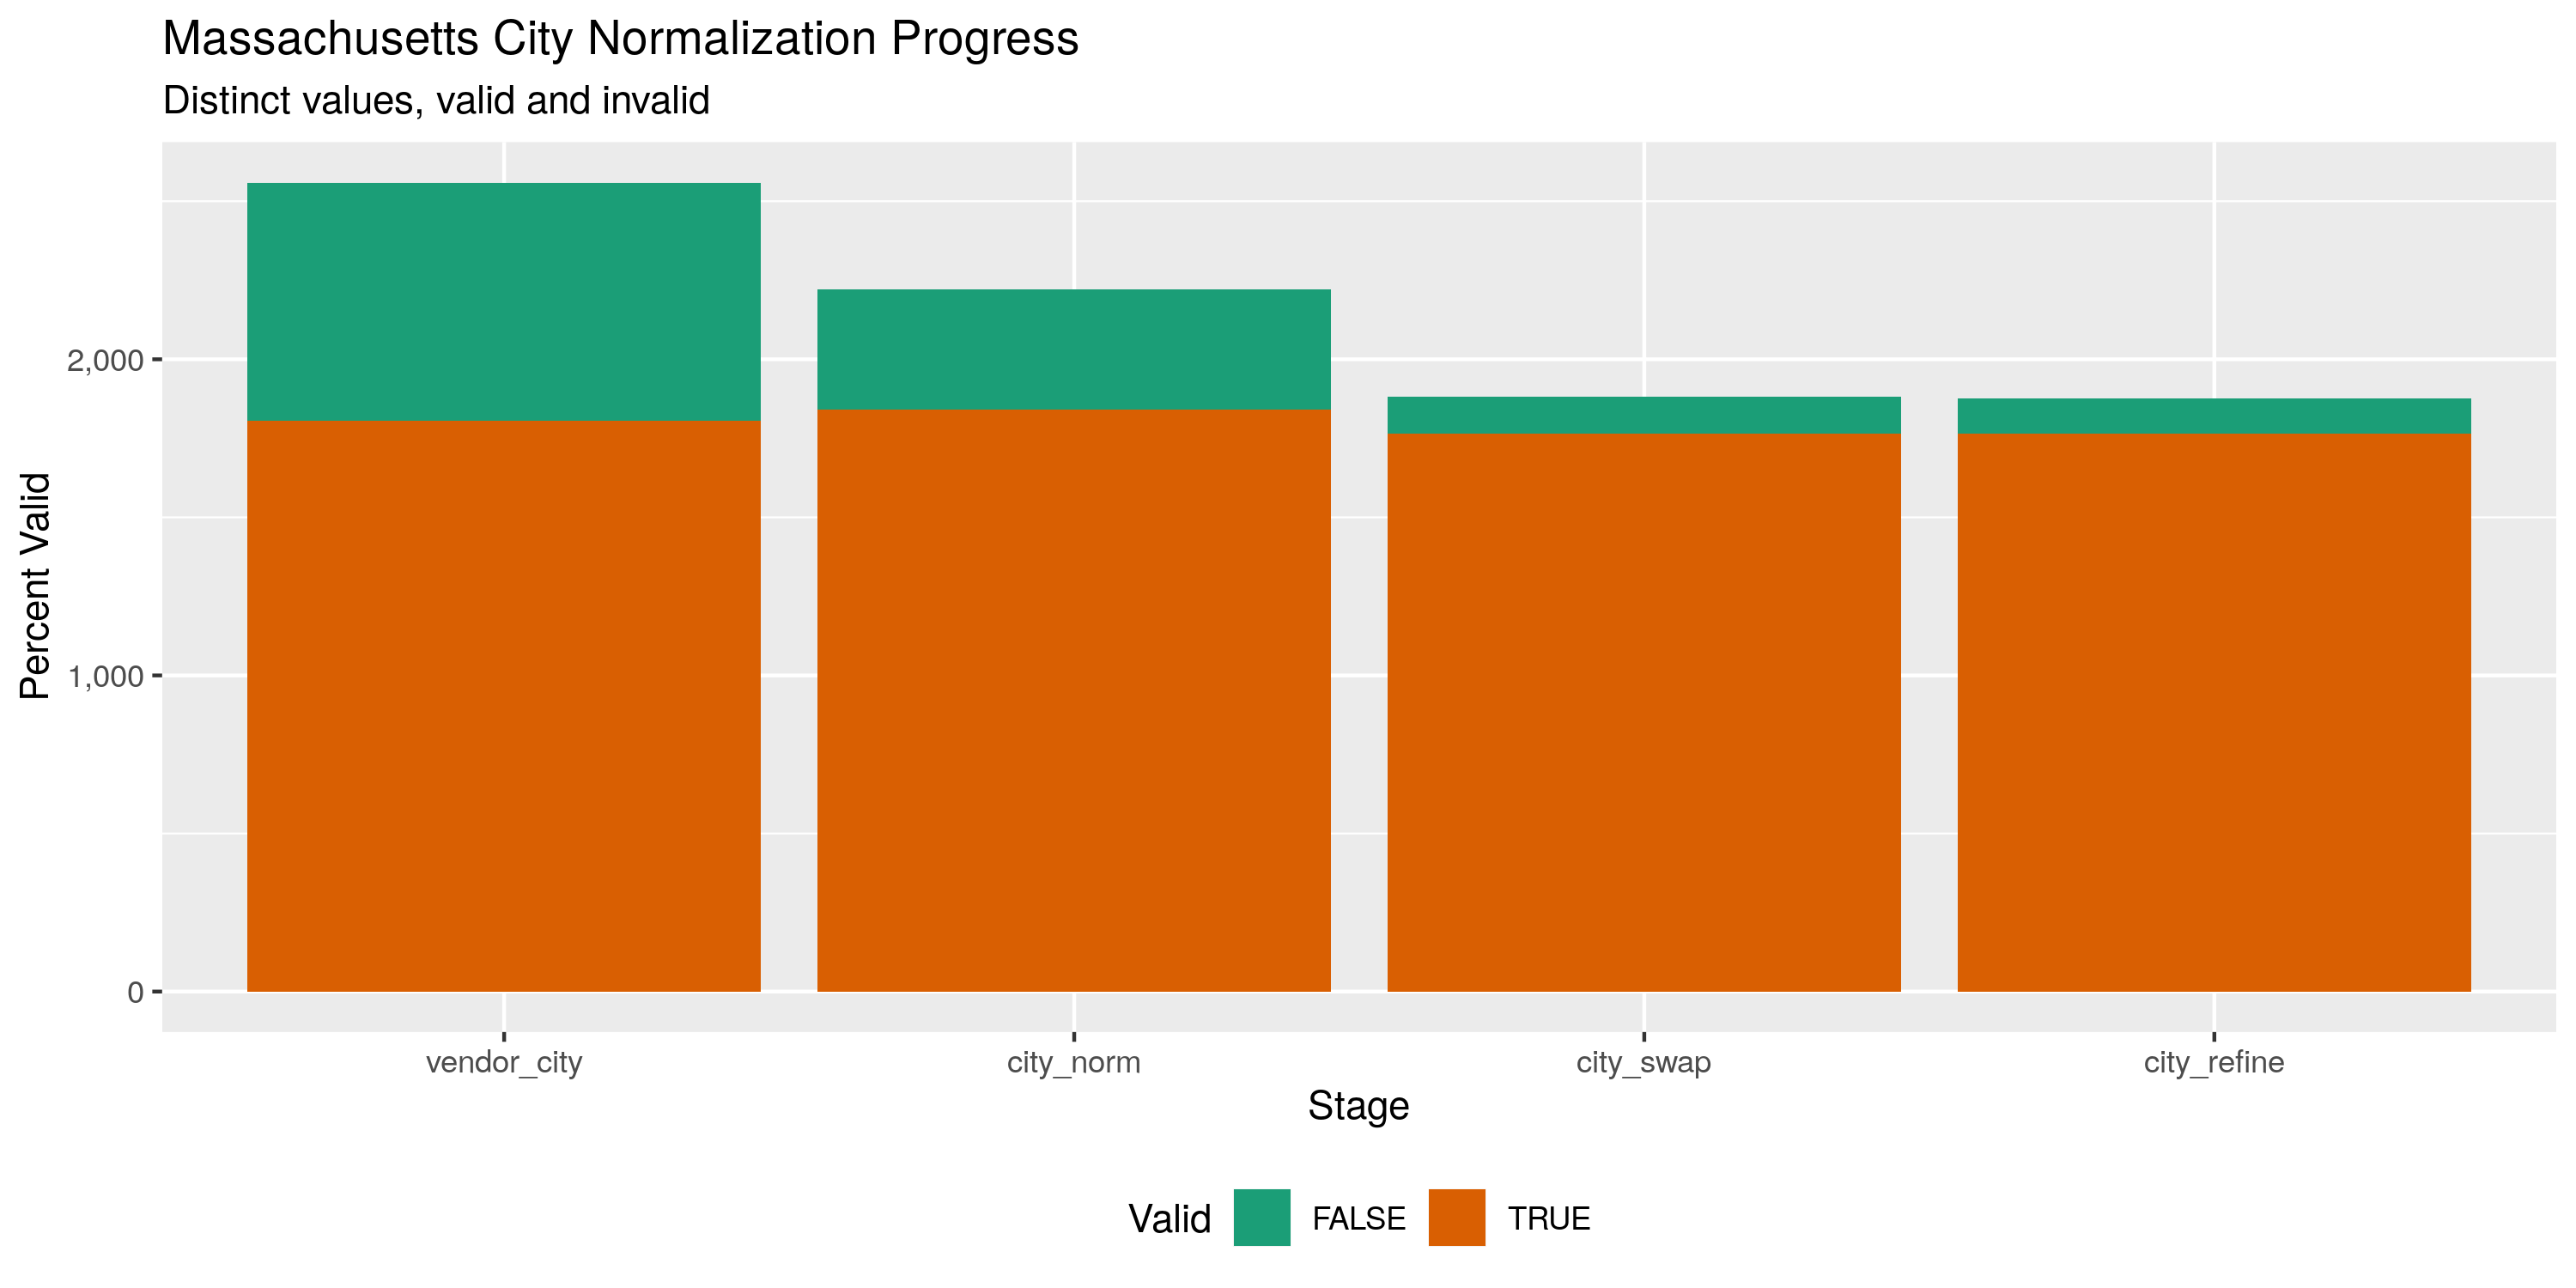 Massachusetts City Normalization Progress
Distinct values, valid and invalid
Percent Valid
2,000
1,000
0
vendor_city city_norm city_swap city_refine
Stage
Valid FALSE TRUE